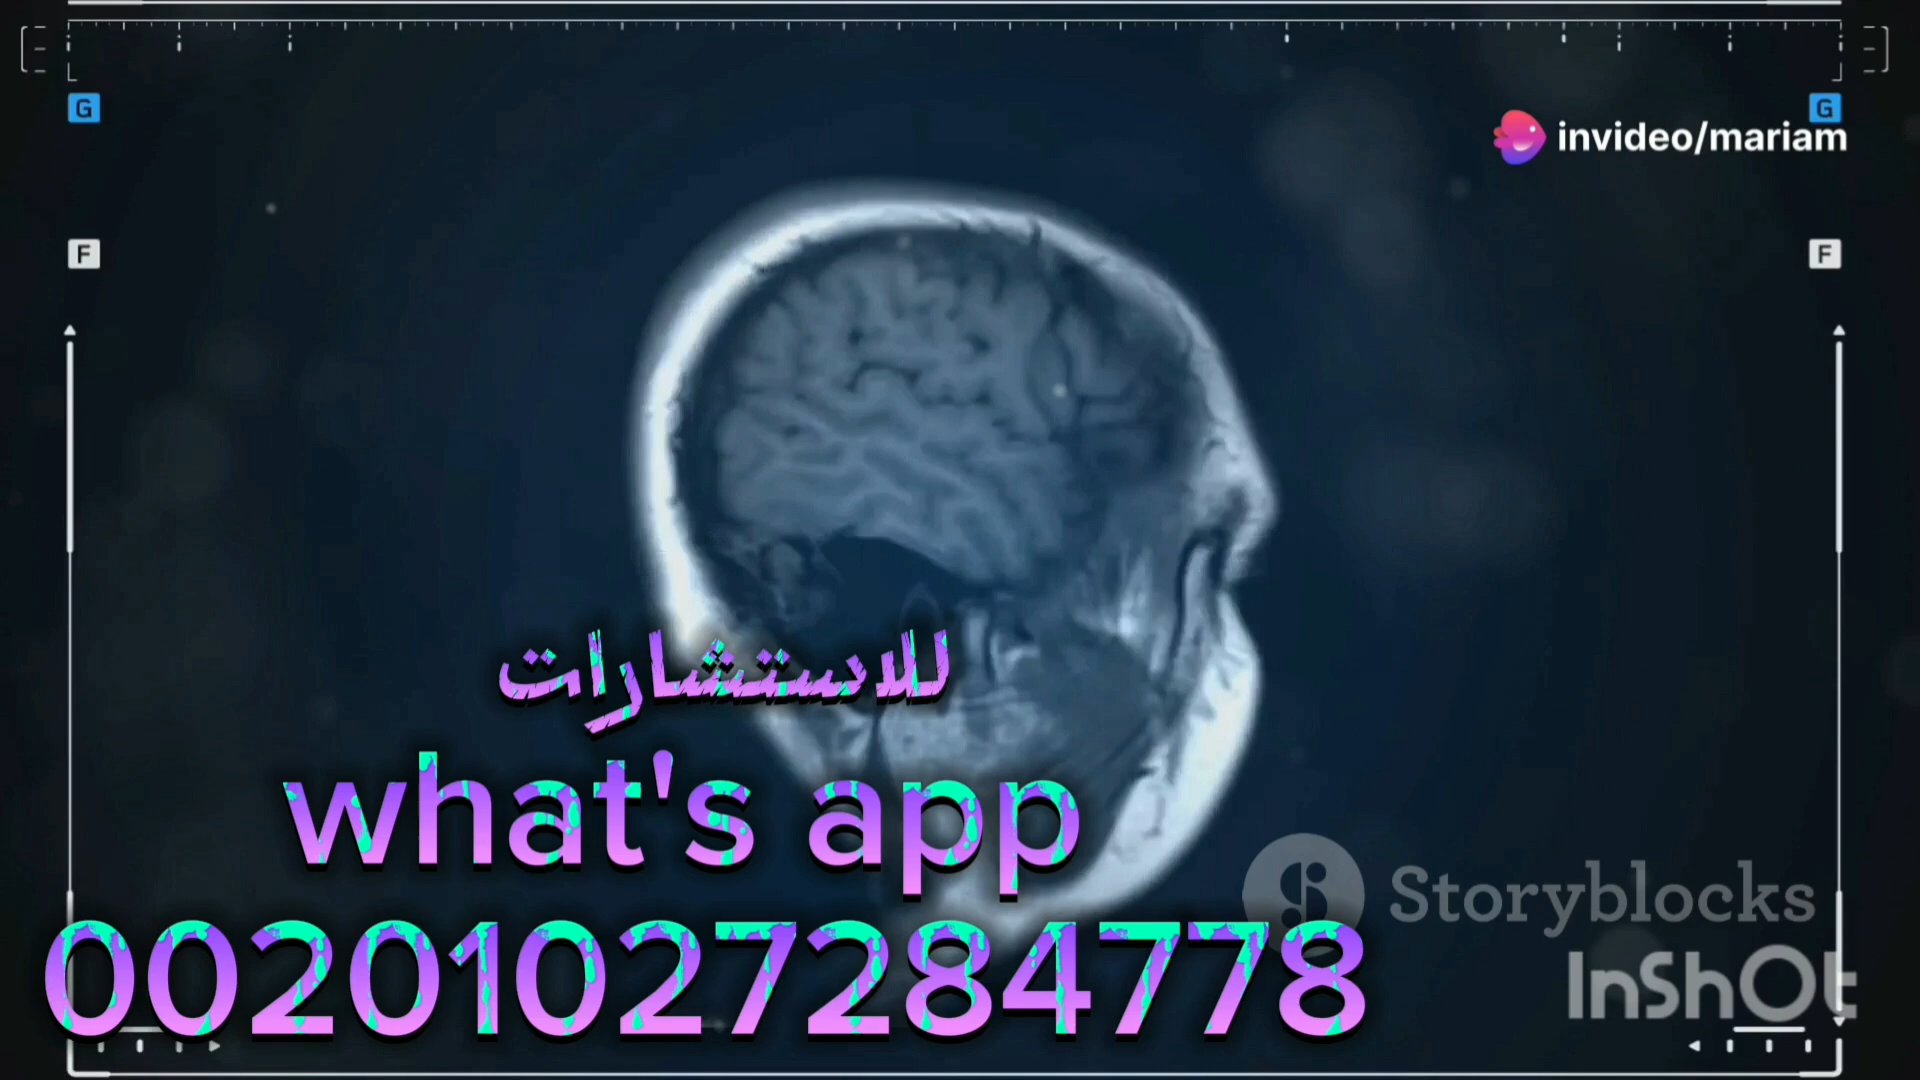 G
G
invideo/mariam
F
F
للاستشارات
what's app
00201027284778
Storyblocks
InShOt